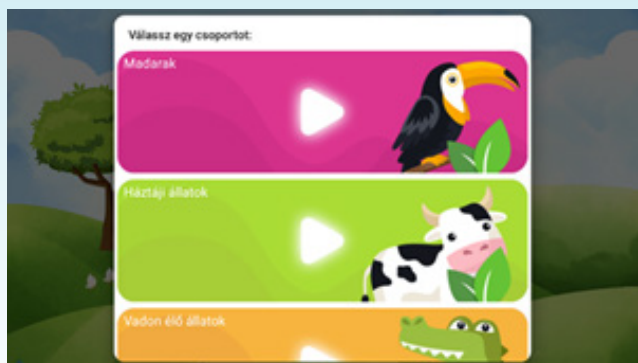 Válassz egy csoportot:
Madarak
Háztáji állatok
Vadon élő állatok